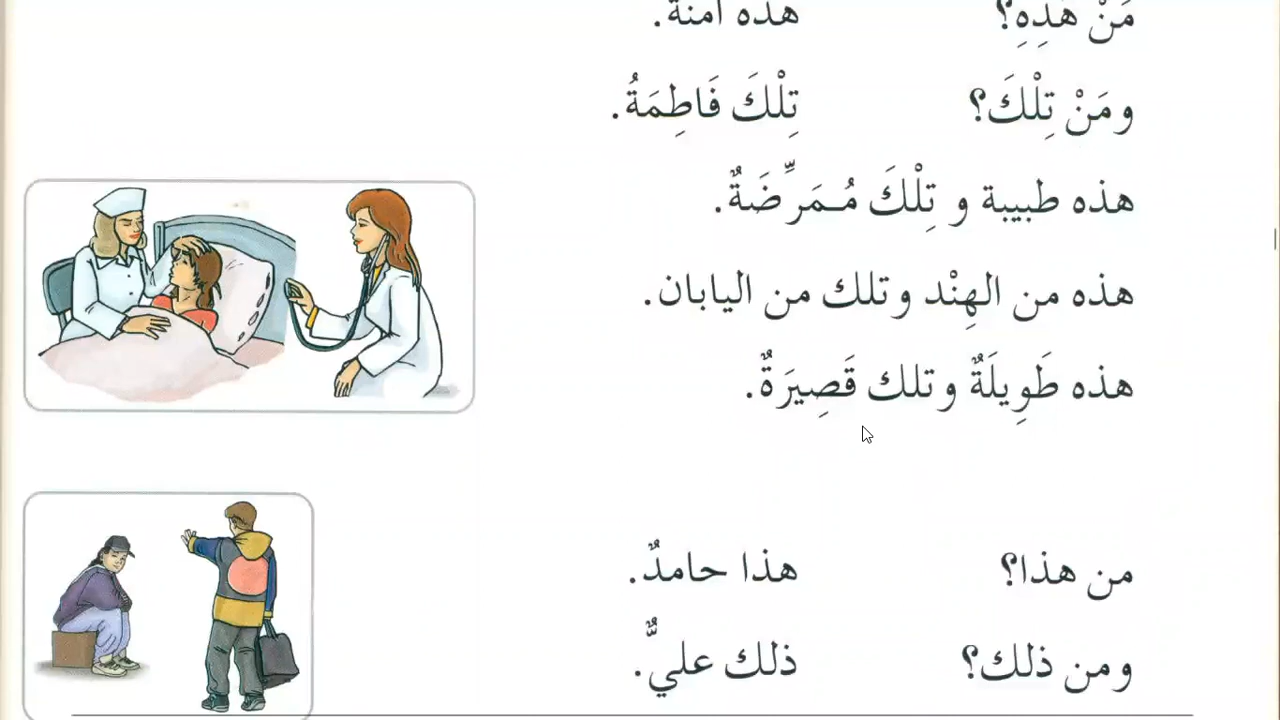 مَنْ هَذِهِ؟ هذه آمنة.
ومَنْ تِلْكَ؟ تِلْكَ فَاطِمَةُ.
هذه طبيبة و تِلْكَ مُـمَرِّضَةٌ.
هذه من الهِنْد وتلك من اليابان.
هذه طَوِيلَةٌ وتلك قَصِيرَةٌ.
من هذا؟ هذا حامدٌ.
ومن ذلك؟ ذلك عليٌّ.